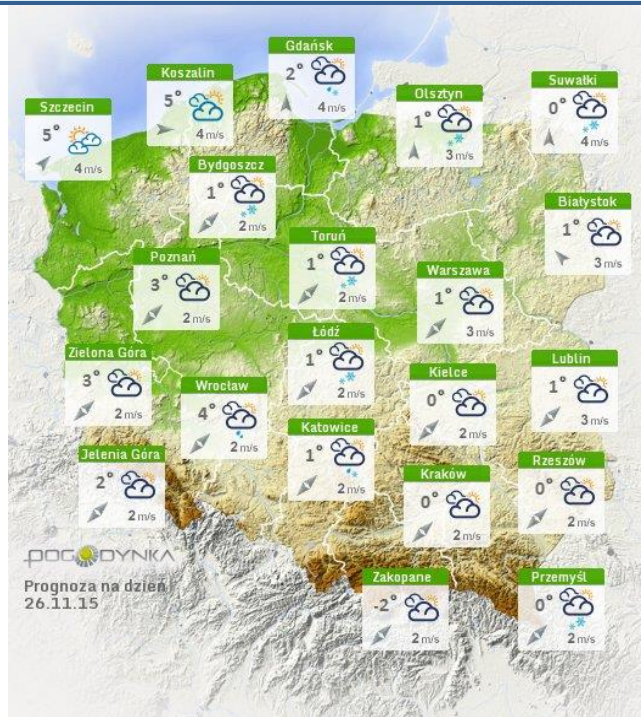 Gdańsk
2°
4 m/s
Koszalin
5°
4 m/s
Szczecin
5°
4 m/s
Olsztyn
1°
3 m/s
Suwałki
0°
4 m/s
Bydgoszcz
1°
2 m/s
Białystok
1°
3 m/s
Toruń
1°
2 m/s
Poznań
3°
2 m/s
Warszawa
1°
3 m/s
Łódź
1°
2 m/s
Zielona Góra
3°
2 m/s
Wrocław
4°
2 m/s
Kielce
0°
2 m/s
Lublin
1°
3 m/s
Katowice
1°
2 m/s
Jelenia Góra
2°
2 m/s
Kraków
0°
2 m/s
Rzeszów
0°
2 m/s
POGODYNKA
Prognoza na dzień
26.11.15
Zakopane
-2°
2 m/s
Przemyśl
0°
2 m/s